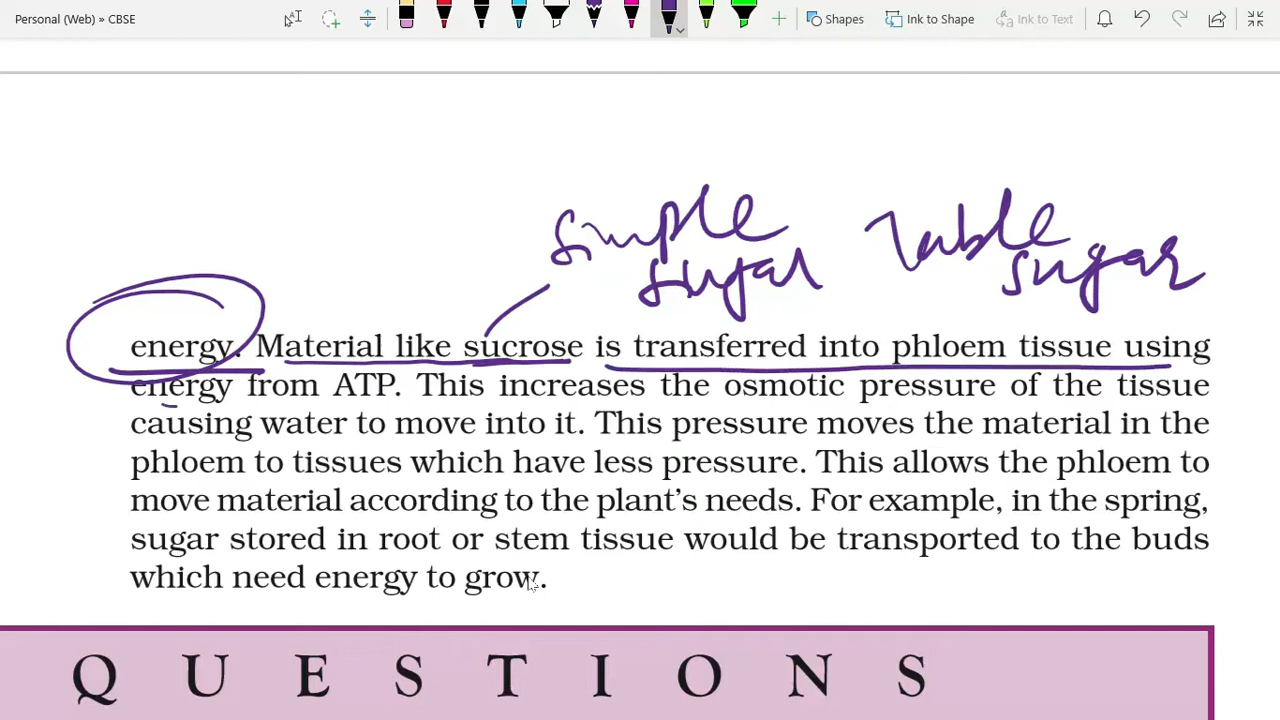 Personal (Web) » CBSE
Shapes
Ink to Shape
Ink to Text
simple
sugar
Table
sugar
energy. Material like sucrose is transferred into phloem tissue using
energy from ATP. This increases the osmotic pressure of the tissue
causing water to move into it. This pressure moves the material in the
phloem to tissues which have less pressure. This allows the phloem to
move material according to the plant's needs. For example, in the spring,
sugar stored in root or stem tissue would be transported to the buds
which need energy to grow.
QUESTIONS